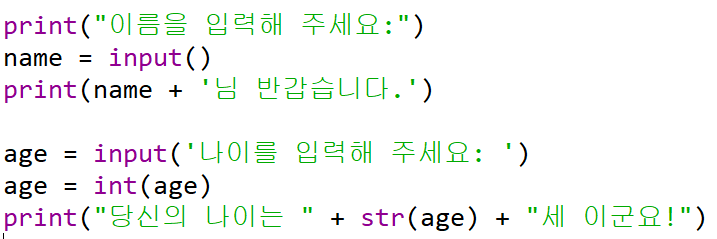 print("이름을 입력해 주세요:")
name = input()
print(name + '님 반갑습니다.')
age = input('나이를 입력해 주세요: ')
age = int(age)
print("당신의 나이는 " + str(age) + "세 이군요!")